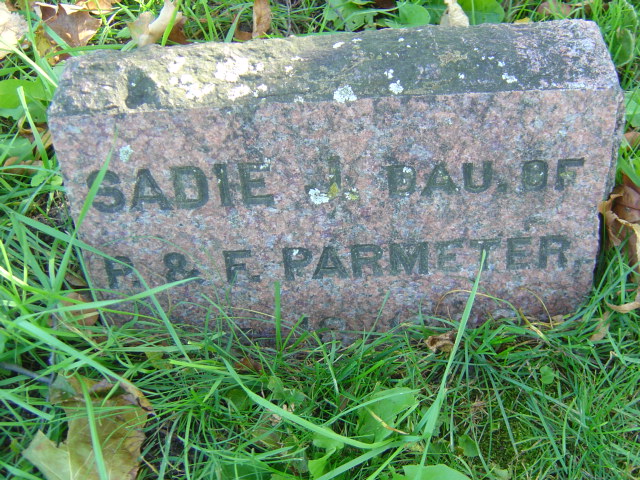 SADIE J. DAU. OF
P. & F. PARMETER.